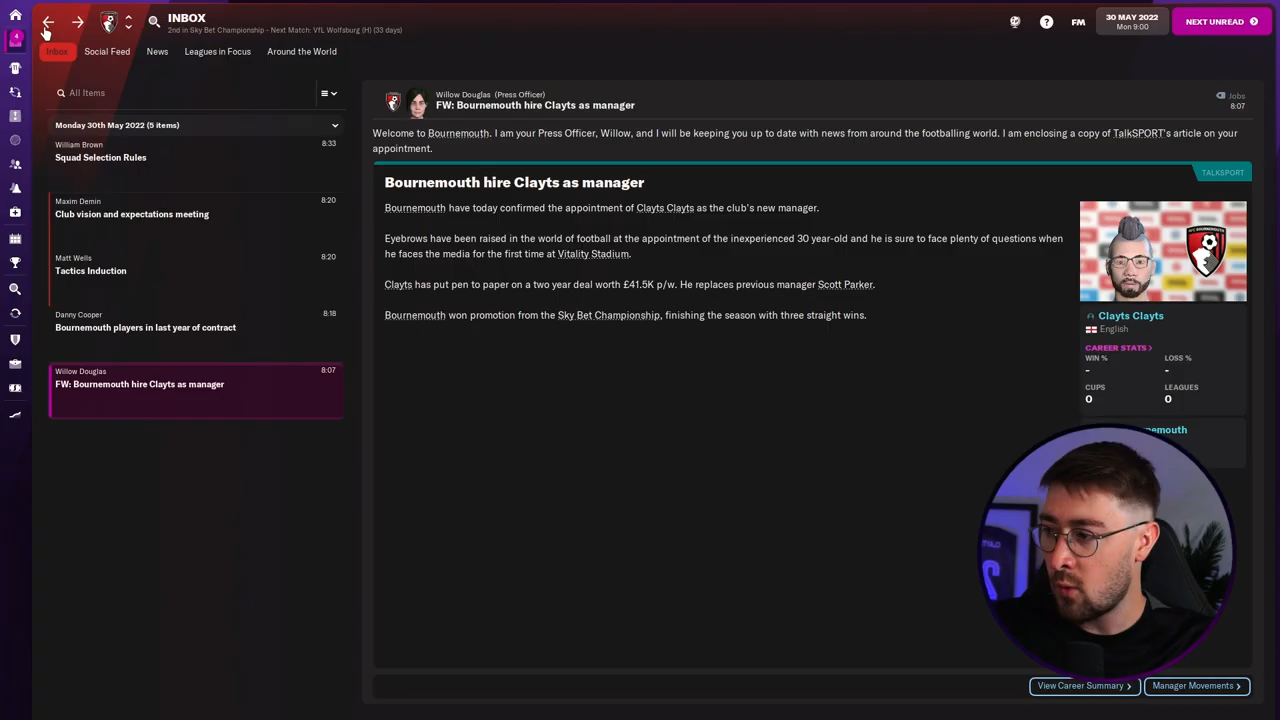 INBOX
2nd in Sky Bet Championship - Next Match: VfL Wolfsburg (H) (33 days)
FM
30 MAY 2022
Mon 9:00
NEXT UNREAD
4
Inbox
Social Feed
News
Leagues in Focus
Around the World
All Items
Monday 30th May 2022 (5 items)
William Brown
8:33
Squad Selection Rules
Maxim Demin
8:20
Club vision and expectations meeting
Matt Wells
8:20
Tactics Induction
Danny Cooper
8:18
Bournemouth players in last year of contract
Willow Douglas
8:07
FW: Bournemouth hire Clayts as manager
Willow Douglas (Press Officer)
FW: Bournemouth hire Clayts as manager
Jobs
8:07
Welcome to Bournemouth. I am your Press Officer, Willow, and I will be keeping you up to date with news from around the footballing world. I am enclosing a copy of TalkSPORT's article on your
appointment.
TALKSPORT
Bournemouth hire Clayts as manager
Bournemouth have today confirmed the appointment of Clayts Clayts as the club's new manager.
Eyebrows have been raised in the world of football at the appointment of the inexperienced 30 year-old and he is sure to face plenty of questions when
he faces the media for the first time at Vitality Stadium.
Clayts has put pen to paper on a two year deal worth £41.5K p/w. He replaces previous manager Scott Parker.
Bournemouth won promotion from the Sky Bet Championship, finishing the season with three straight wins.
Clayts Clayts
English
CAREER STATS >
WIN %
LOSS %
-
-
CUPS
LEAGUES
0
0
View Career Summary >
Manager Movements >